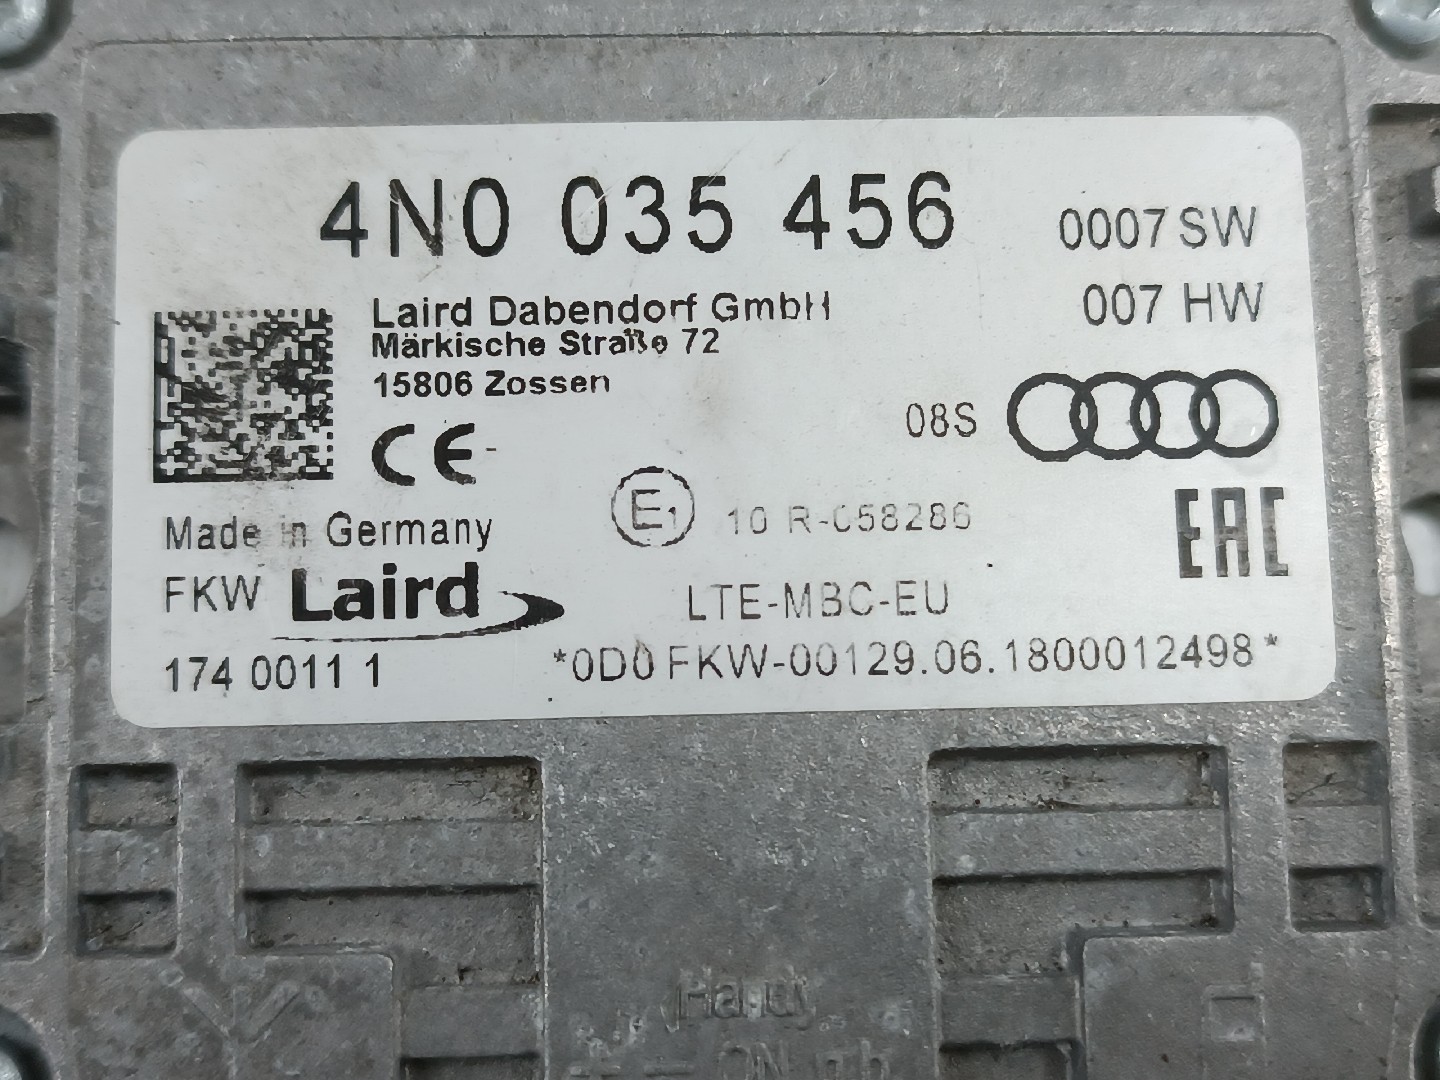 4N0 035 456
0007 SW
007 HW
Laird Dabendorf GmbH
Märkische Straße 72
15806 Zossen
08S
CE
Made in Germany
E1
10 R-058286
EAC
FKW Laird
LTE-MBC-EU
174 0011 1
*0D0 FKW-00129.06.1800012498*
Handy